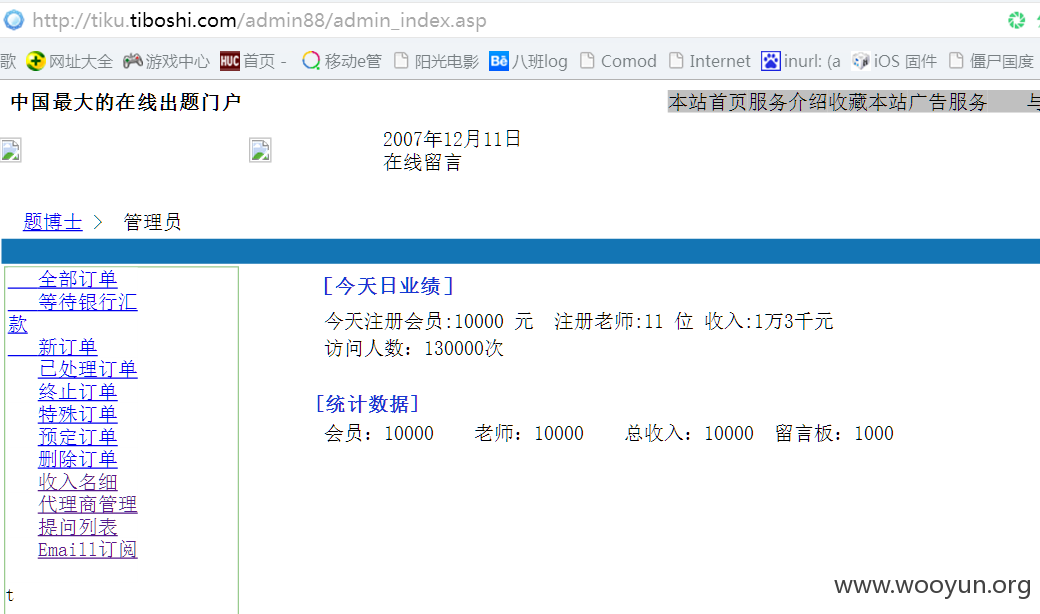 http://tiku.tiboshi.com/admin88/admin_index.asp
歌 网址大全 游戏中心 HUC 首页 - 移动e管 阳光电影 Bē 八班log Comod Internet inurl: (a iOS 固件 僵尸国度
中国最大的在线出题门户 本站首页服务介绍收藏本站广告服务 与
2007年12月11日
在线留言
题博士 > 管理员
全部订单
等待银行汇
款
新订单
已处理订单
终止订单
特殊订单
预定订单
删除订单
收入名细
代理商管理
提问列表
Emaill订阅
t
[今天日业绩]
今天注册会员:10000 元 注册老师:11 位 收入:1万3千元
访问人数: 130000次
[统计数据]
会员: 10000 老师: 10000 总收入: 10000 留言板: 1000
www.wooyun.org